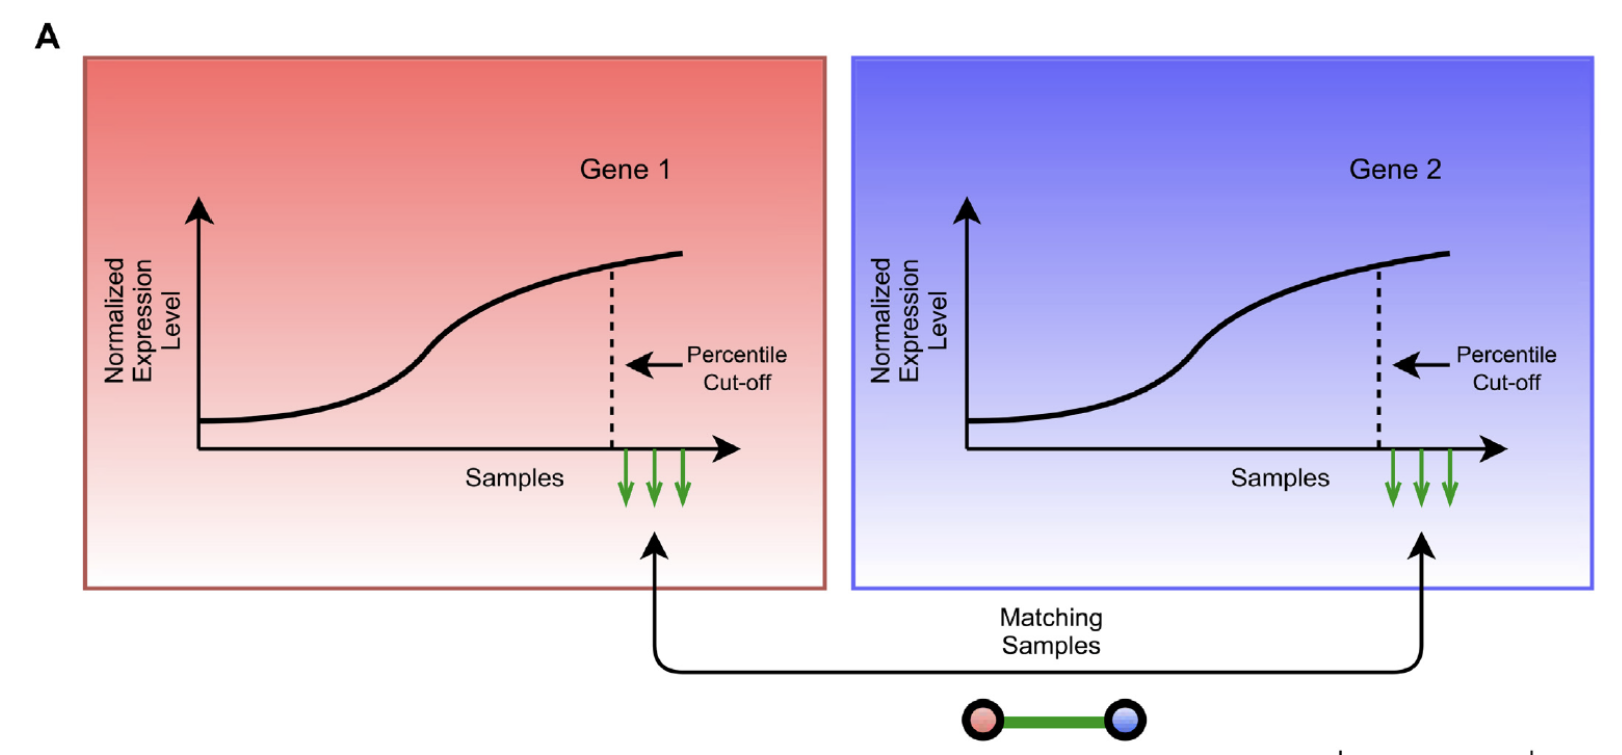 A
Gene 1
Normalized
Expression
Level
Percentile
Cut-off
Samples
Gene 2
Normalized
Expression
Level
Percentile
Cut-off
Samples
Matching
Samples